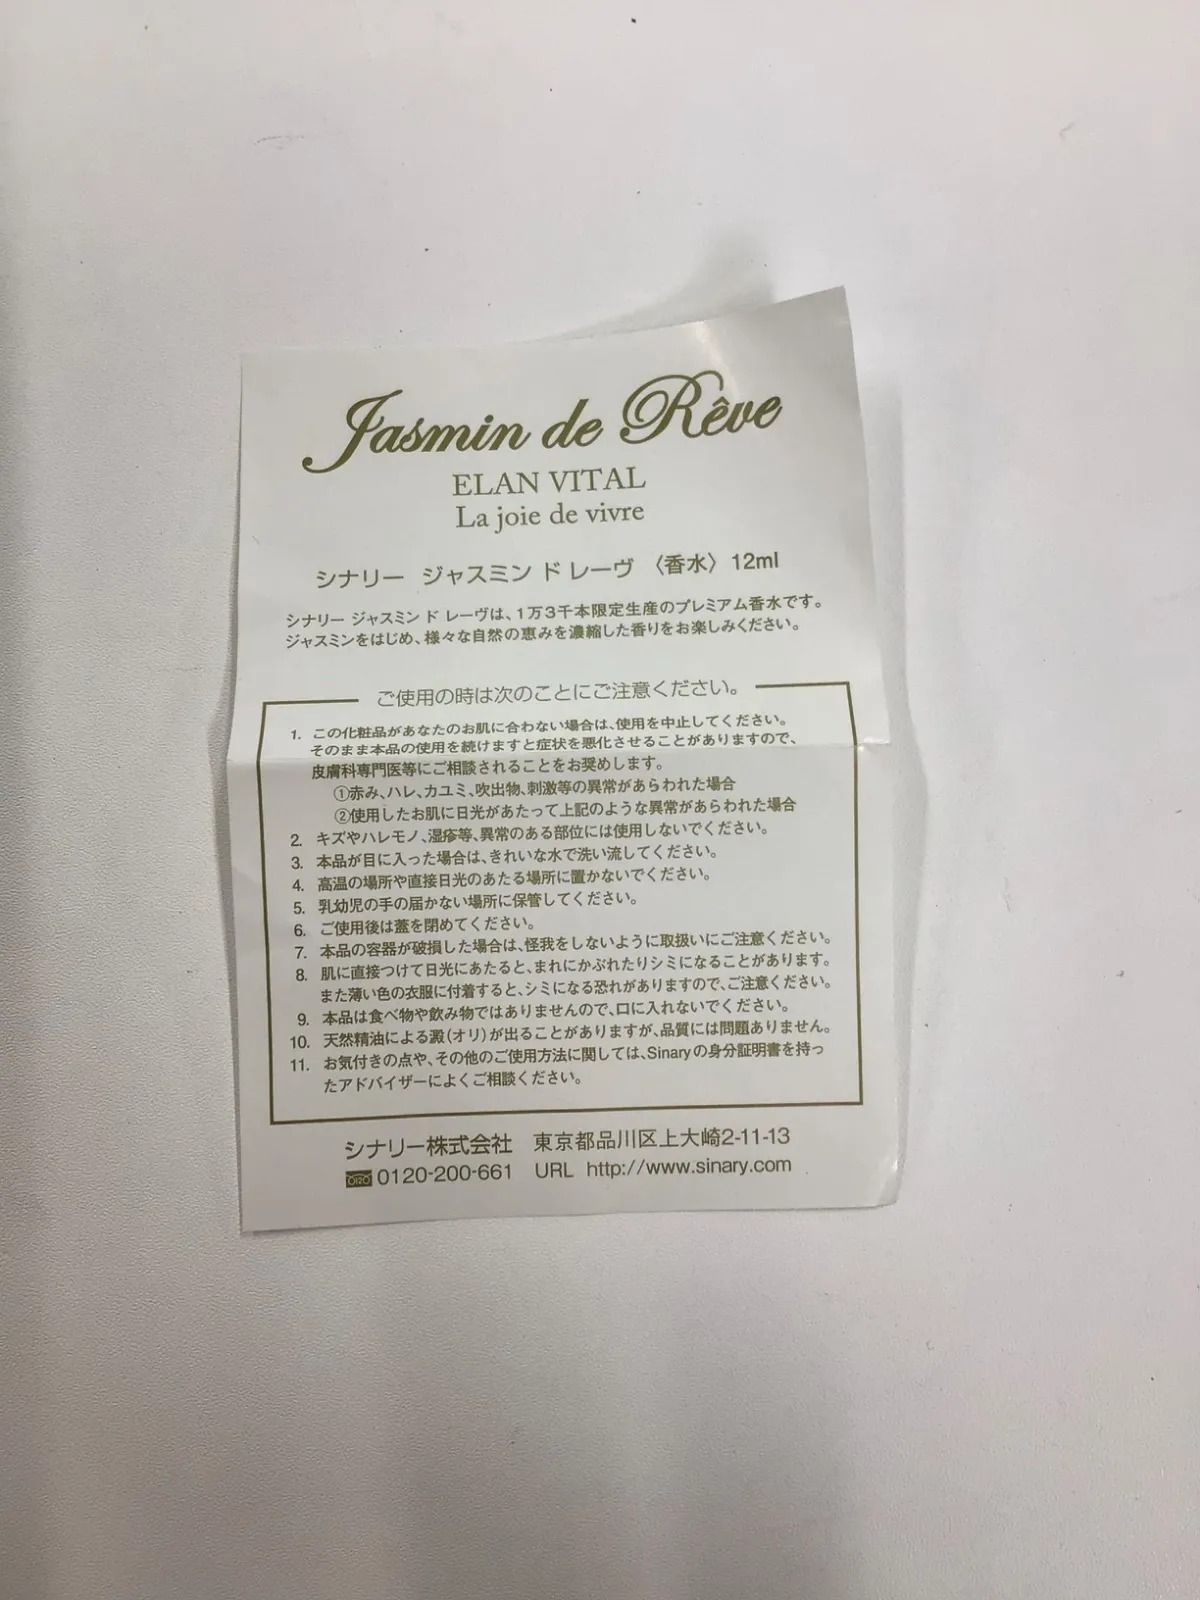 Jasmin de Rêve
ELAN VITAL
La joie de vivre
シナリー ジャスミン ド レーヴ 〈香水〉 12ml
シナリー ジャスミン ド レーヴは、1万3千本限定生産のプレミアム香水です。
ジャスミンをはじめ、様々な自然の恵みを濃縮した香りをお楽しみください。
ご使用の時は次のことにご注意ください。
1. この化粧品があなたのお肌に合わない場合は、使用を中止してください。
そのまま本品の使用を続けますと症状を悪化させることがありますので、
皮膚科専門医等にご相談されることをお奨めします。
①赤み、ハレ、カユミ、吹出物、刺激等の異常があらわれた場合
②使用したお肌に日光があたって上記のような異常があらわれた場合
2. キズやハレモノ、湿疹等、異常のある部位には使用しないでください。
3. 本品が目に入った場合は、きれいな水で洗い流してください。
4. 高温の場所や直接日光のあたる場所に置かないでください。
5. 乳幼児の手の届かない場所に保管してください。
6. ご使用後は蓋を閉めてください。
7. 本品の容器が破損した場合は、怪我をしないように取扱いにご注意ください。
8. 肌に直接つけて日光にあたると、まれにかぶれたりシミになることがあります。
また薄い色の衣服に付着すると、シミになる恐れがありますので、ご注意ください。
9. 本品は食べ物や飲み物ではありませんので、口に入れないでください。
10. 天然精油による澱(オリ)が出ることがありますが、品質には問題ありません。
11. お気付きの点や、その他のご使用方法に関しては、Sinaryの身分証明書を持っ
たアドバイザーによくご相談ください。
シナリー株式会社 東京都品川区上大崎2-11-13
0120 0120-200-661 URL http://www.sinary.com